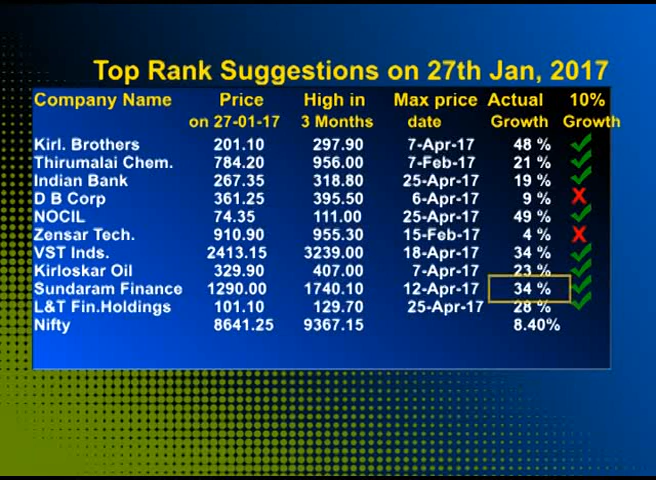 Top Rank Suggestions on 27th Jan, 2017
Company Name Price High in Max price Actual 10%
on 27-01-17 3 Months date Growth Growth
Kirl. Brothers 201.10 297.90 7-Apr-17 48 %
Thirumalai Chem. 784.20 956.00 7-Feb-17 21 %
Indian Bank 267.35 318.80 25-Apr-17 19 %
D B Corp 361.25 395.50 6-Apr-17 9 %
NOCIL 74.35 111.00 25-Apr-17 49 %
Zensar Tech. 910.90 955.30 15-Feb-17 4 %
VST Inds. 2413.15 3239.00 18-Apr-17 34 %
Kirloskar Oil 329.90 407.00 7-Apr-17 23 %
Sundaram Finance 1290.00 1740.10 12-Apr-17 34 %
L&T Fin.Holdings 101.10 129.70 25-Apr-17 28 %
Nifty 8641.25 9367.15 8.40%